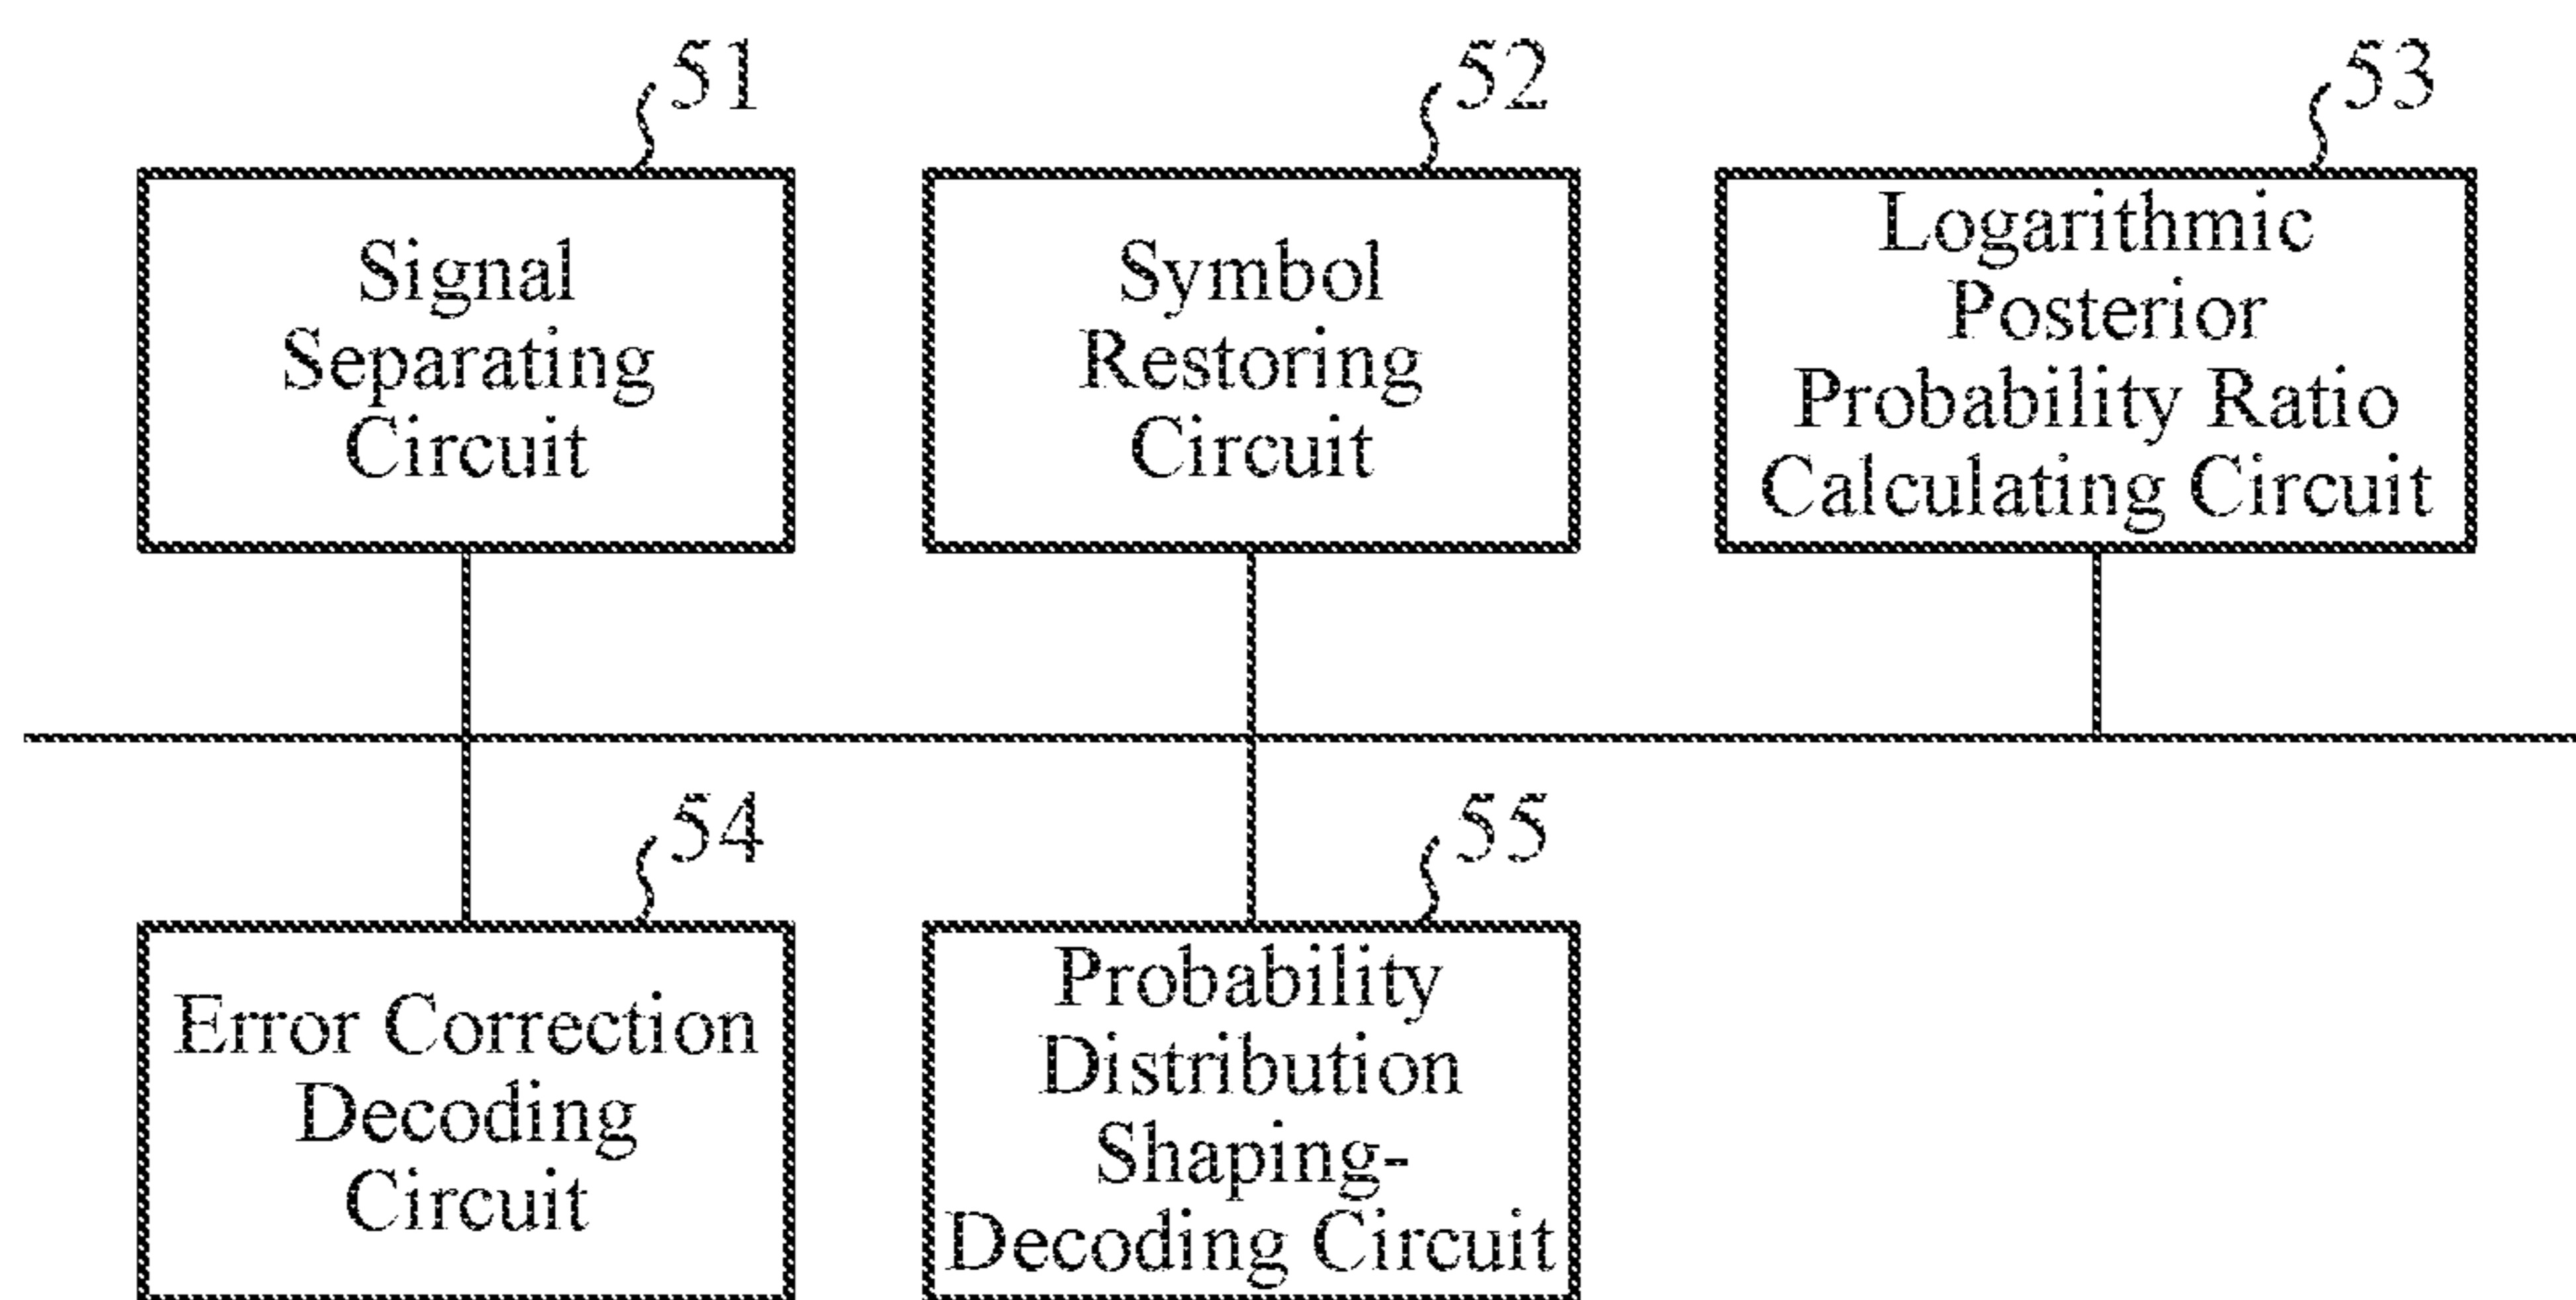 51
Signal
Separating
Circuit
52
Symbol
Restoring
Circuit
53
Logarithmic
Posterior
Probability Ratio
Calculating Circuit
54
Error Correction
Decoding
Circuit
55
Probability
Distribution
Shaping-
Decoding Circuit